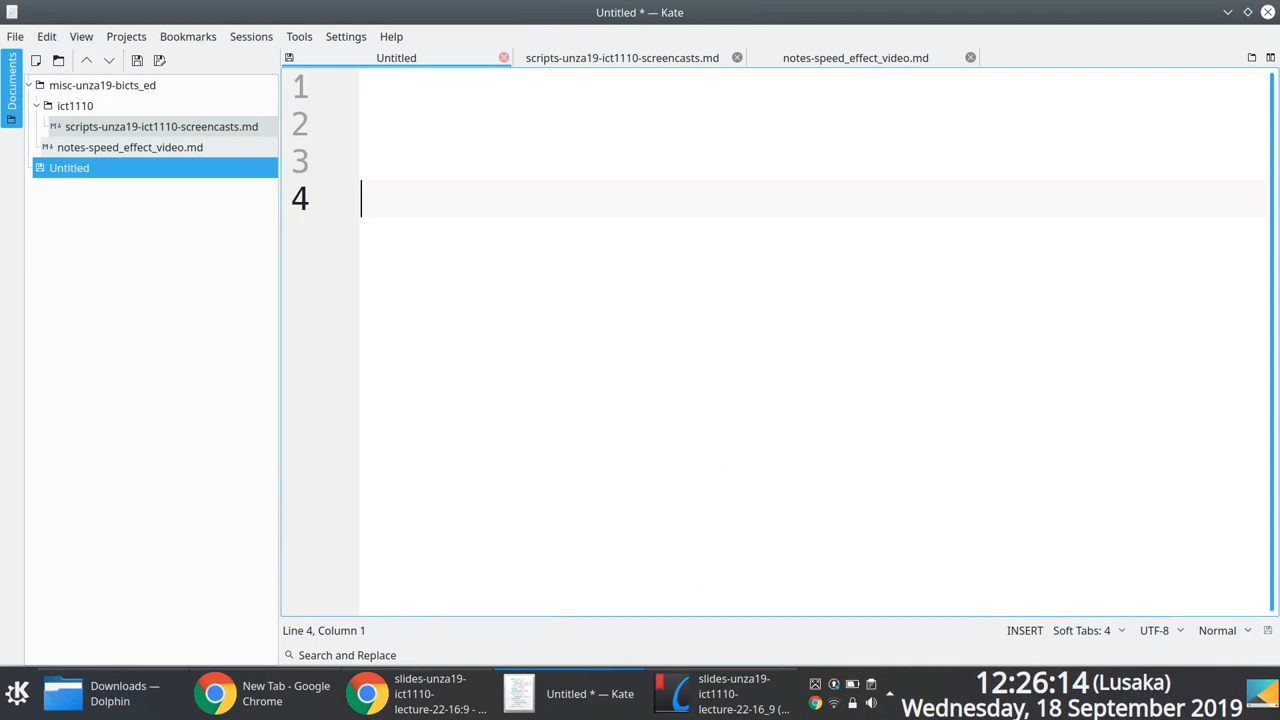 Untitled * — Kate
File Edit View Projects Bookmarks Sessions Tools Settings Help
Documents
Untitled scripts-unza19-ict1110-screencasts.md notes-speed_effect_video.md
misc-unza19-bicts_ed
ict1110
scripts-unza19-ict1110-screencasts.md
notes-speed_effect_video.md
Untitled
1
2
3
4
Line 4, Column 1 INSERT Soft Tabs: 4 UTF-8 Normal
Search and Replace
Downloads — Dolphin
New Tab - Google Chrome
slides-unza19-ict1110-lecture-22-16:9 - ...
Untitled * — Kate
slides-unza19-ict1110-lecture-22-16_9 (...
12:26:14 (Lusaka)
Wednesday, 18 September 2019